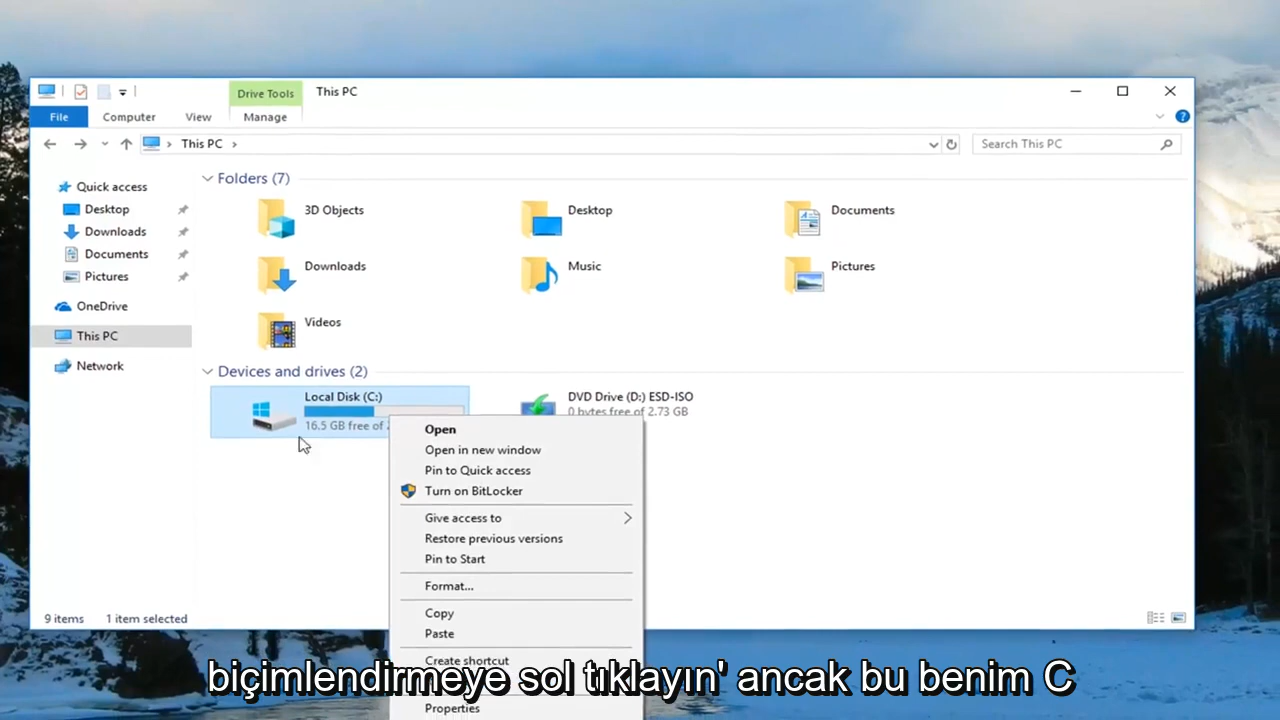 Drive Tools
This PC
File
Computer
View
Manage
This PC
Search This PC
Quick access
Desktop
Downloads
Documents
Pictures
OneDrive
This PC
Network
Folders (7)
3D Objects
Desktop
Documents
Downloads
Music
Pictures
Videos
Devices and drives (2)
Local Disk (C:)
16.5 GB free of
DVD Drive (D:) ESD-ISO
0 bytes free of 2.73 GB
Open
Open in new window
Pin to Quick access
Turn on BitLocker
Give access to
Restore previous versions
Pin to Start
Format...
Copy
Paste
Create shortcut
Properties
9 items
1 item selected
biçimlendirmeye sol tıklayın' ancak bu benim C